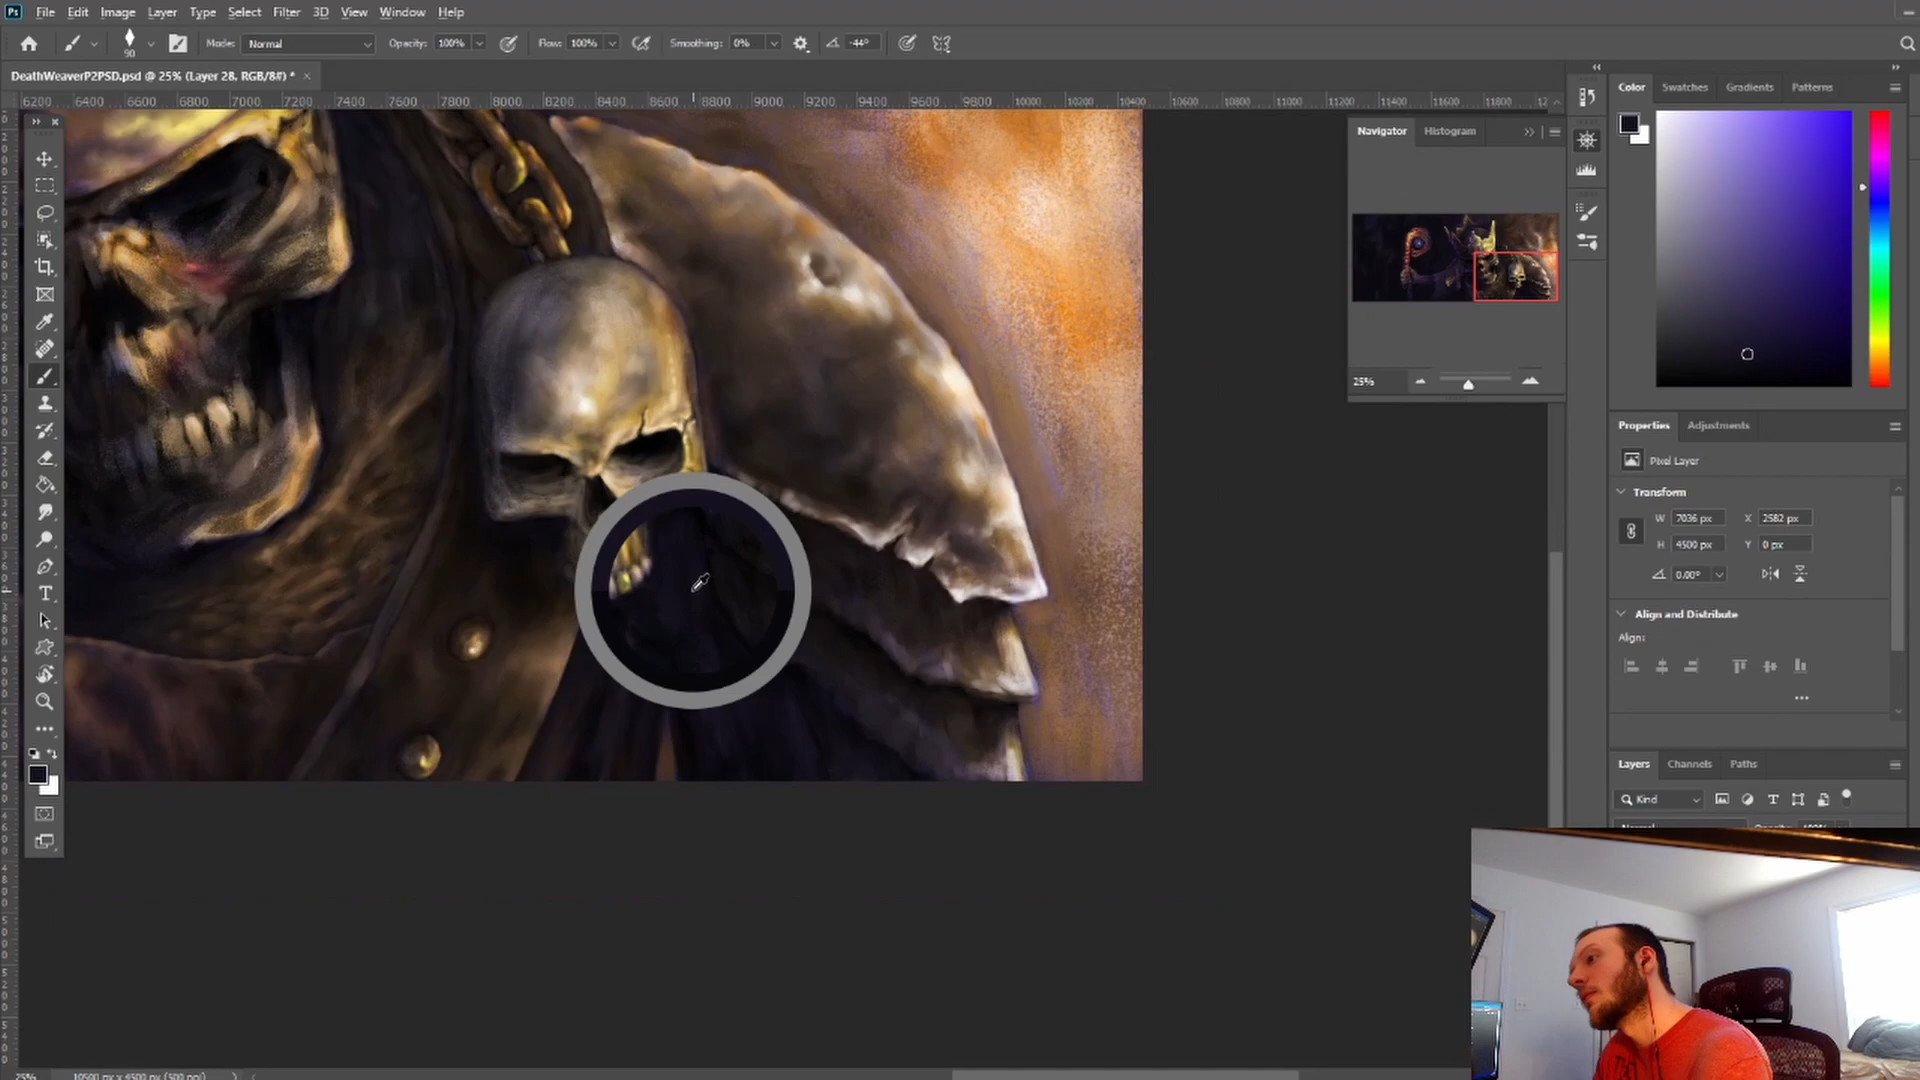 Ps File Edit Image Layer Type Select Filter 3D View Window Help
90 Mode: Normal Opacity: 100% Flow: 100% Smoothing: 0% -44°
DeathWeaverP2PSD.psd @ 25% (Layer 28, RGB/8#) * ×
6200 6400 6600 6800 7000 7200 7400 7600 7800 8000 8200 8400 8600 8800 9000 9200 9400 9600 9800 10000 10200 10400 10600 10800 11000 11200 11400 11600 11800 12
Color Swatches Gradients Patterns
Navigator Histogram
25%
Properties Adjustments
Pixel Layer
Transform
W 7036 px X 2582 px
H 4500 px Y 0 px
0.00°
Align and Distribute
Align:
Layers Channels Paths
Kind
Normal Opacity: 100%
25% 10500 px x 4500 px (300 ppi)